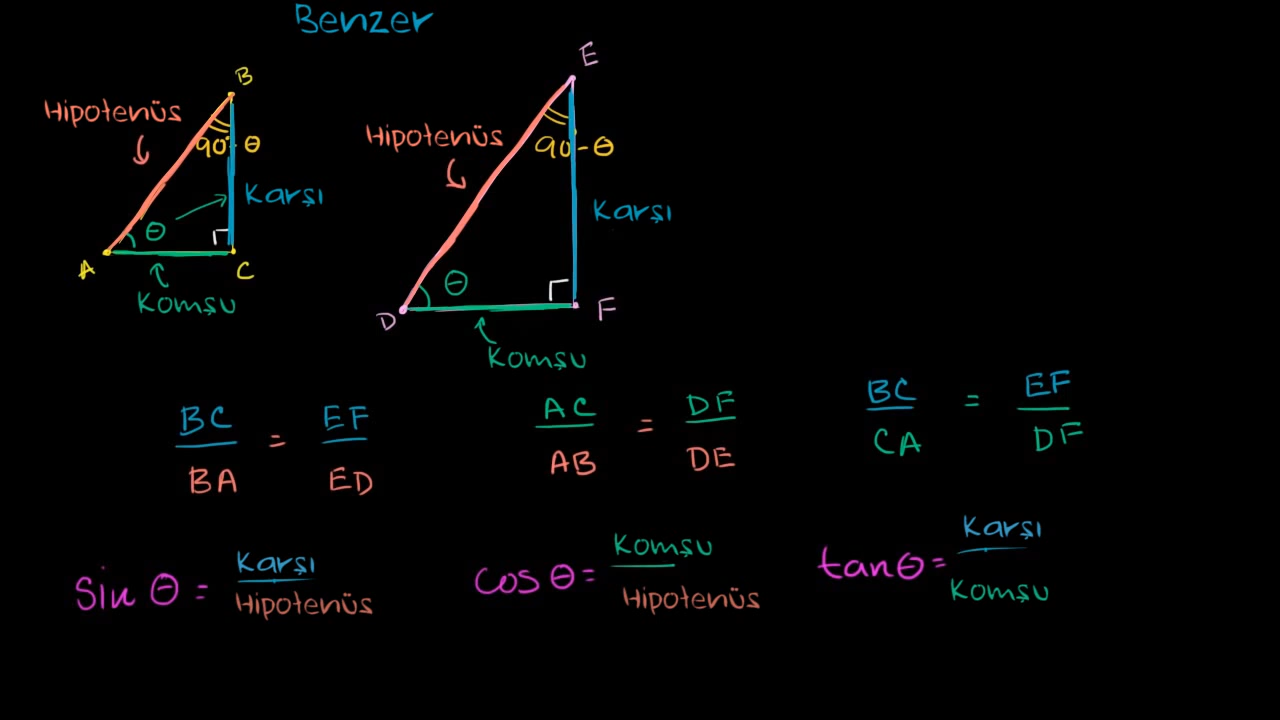 Benzer
B
Hipotenüs
90° - θ
Karşı
θ
A
C
Komşu
E
Hipotenüs
90 - θ
Karşı
θ
D
F
Komşu
BC/BA = EF/ED
AC/AB = DF/DE
BC/CA = EF/DF
sin θ = Karşı/Hipotenüs
cos θ = Komşu/Hipotenüs
tan θ = Karşı/Komşu